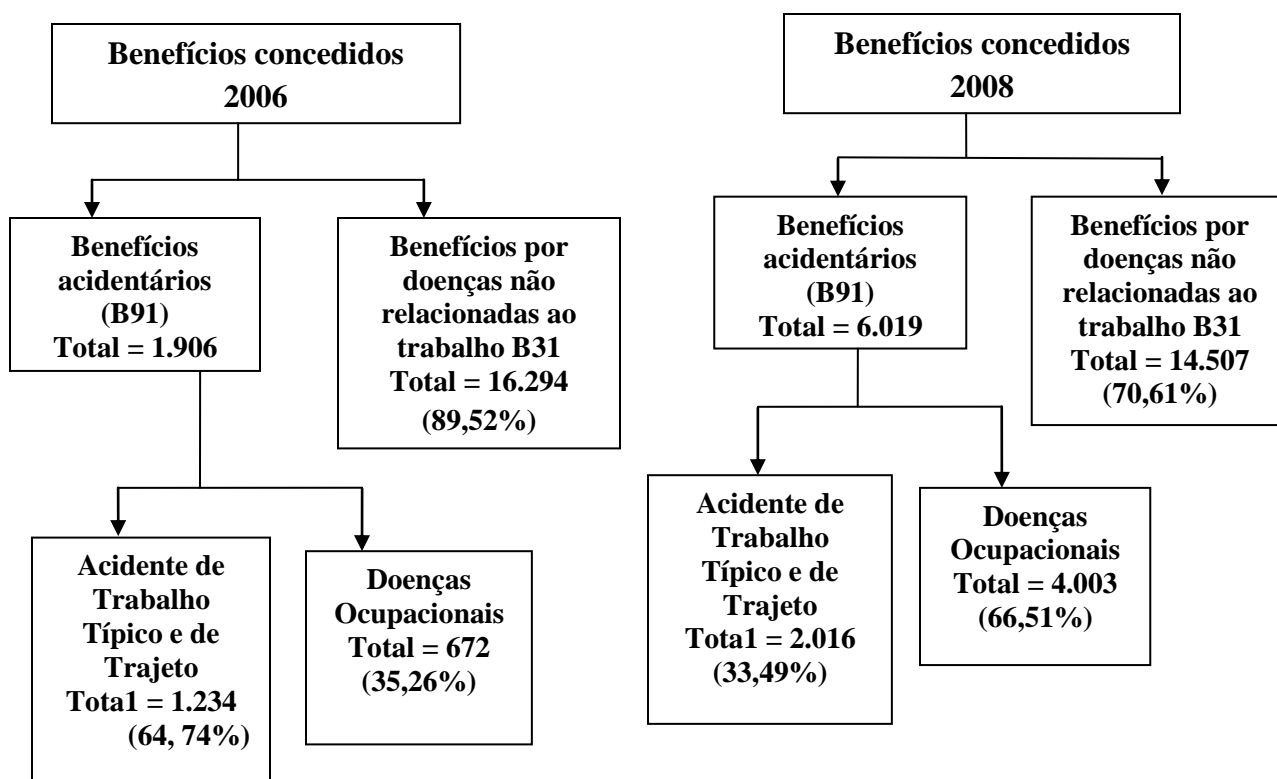 Benefícios concedidos
2006
Benefícios
acidentários
(B91)
Total = 1.906
Benefícios por
doenças não
relacionadas ao
trabalho B31
Total = 16.294
(89,52%)
Acidente de
Trabalho
Típico e de
Trajeto
Tota1 = 1.234
(64, 74%)
Doenças
Ocupacionais
Total = 672
(35,26%)
Benefícios concedidos
2008
Benefícios
acidentários
(B91)
Total = 6.019
Benefícios por
doenças não
relacionadas ao
trabalho B31
Total = 14.507
(70,61%)
Acidente de
Trabalho
Típico e de
Trajeto
Tota1 = 2.016
(33,49%)
Doenças
Ocupacionais
Total = 4.003
(66,51%)